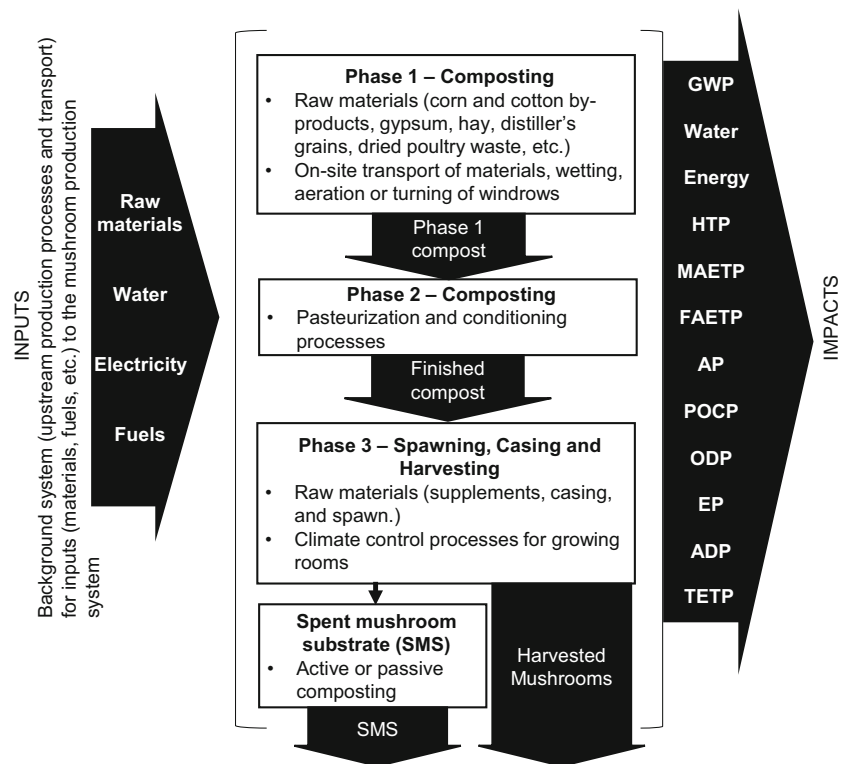 INPUTS
Background system (upstream production processes and transport)
for inputs (materials, fuels, etc.) to the mushroom production
system
Raw
materials
Water
Electricity
Fuels
Phase 1 – Composting
• Raw materials (corn and cotton by-
products, gypsum, hay, distiller's
grains, dried poultry waste, etc.)
• On-site transport of materials, wetting,
aeration or turning of windrows
Phase 1
compost
Phase 2 – Composting
• Pasteurization and conditioning
processes
Finished
compost
Phase 3 – Spawning, Casing and
Harvesting
• Raw materials (supplements, casing,
and spawn.)
• Climate control processes for growing
rooms
Spent mushroom
substrate (SMS)
• Active or passive
composting
SMS
Harvested
Mushrooms
GWP
Water
Energy
HTP
MAETP
FAETP
AP
POCP
ODP
EP
ADP
TETP
IMPACTS